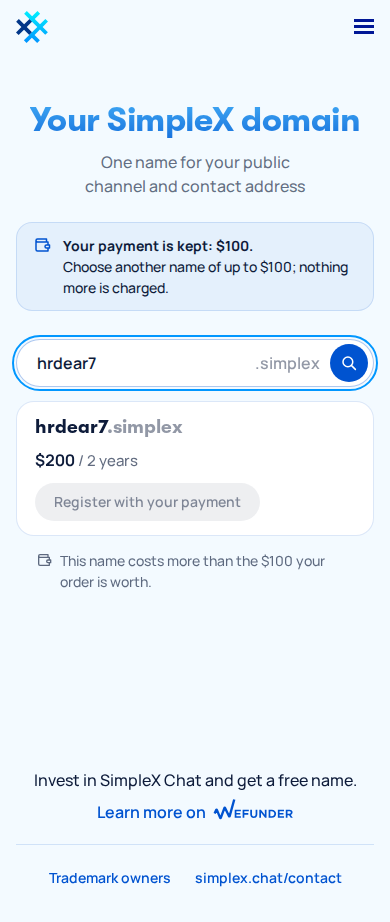 Your SimpleX domain
One name for your public
channel and contact address
Your payment is kept: $100.
Choose another name of up to $100; nothing
more is charged.
hrdear7 .simplex
hrdear7.simplex
$200 / 2 years
Register with your payment
This name costs more than the $100 your
order is worth.
Invest in SimpleX Chat and get a free name.
Learn more on WEFUNDER
Trademark owners simplex.chat/contact